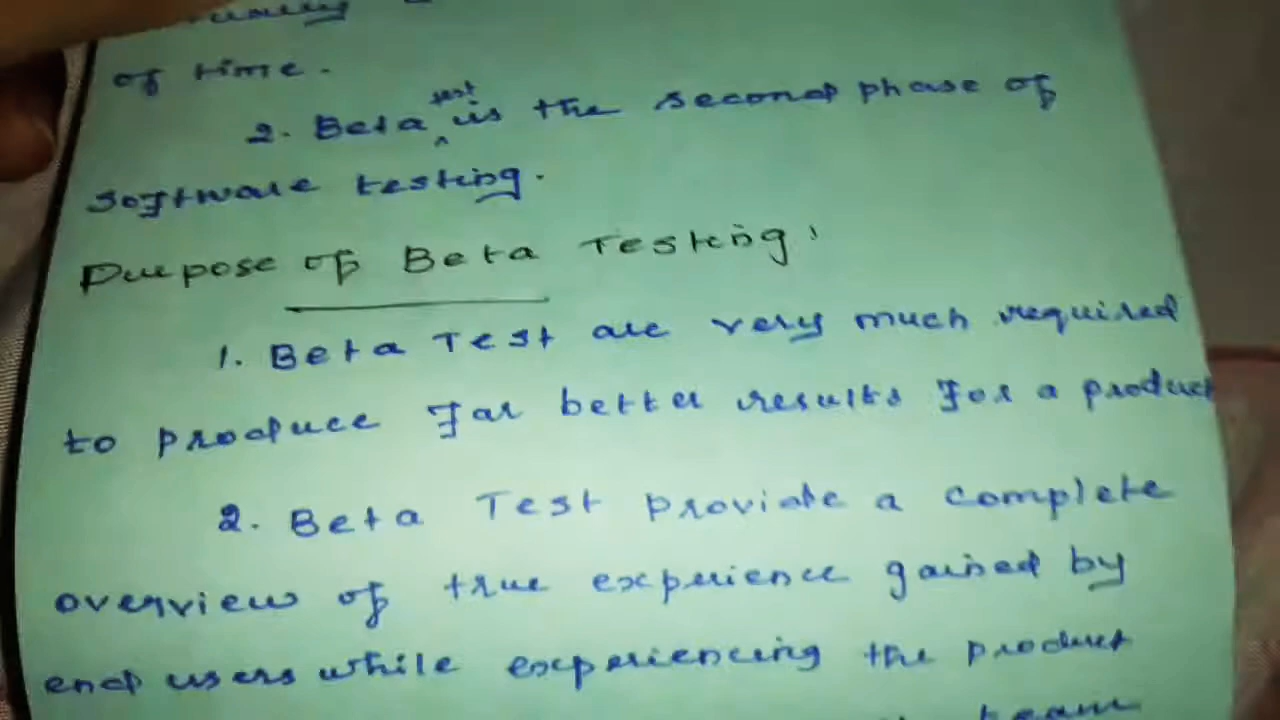 of time.
2. Beta test is the second phase of
software testing.
Purpose of Beta Testing:
1. Beta Test are very much required
to produce far better results for a product
2. Beta Test provide a complete
overview of true experience gained by
end users while experiencing the product
team